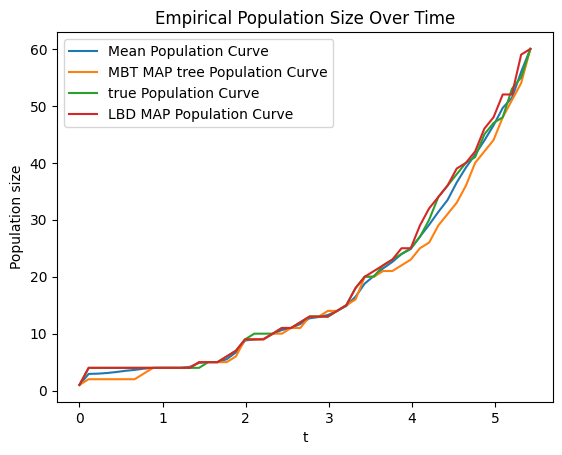 Empirical Population Size Over Time
Mean Population Curve
MBT MAP tree Population Curve
true Population Curve
LBD MAP Population Curve
Population size
60
50
40
30
20
10
0
0 1 2 3 4 5
t